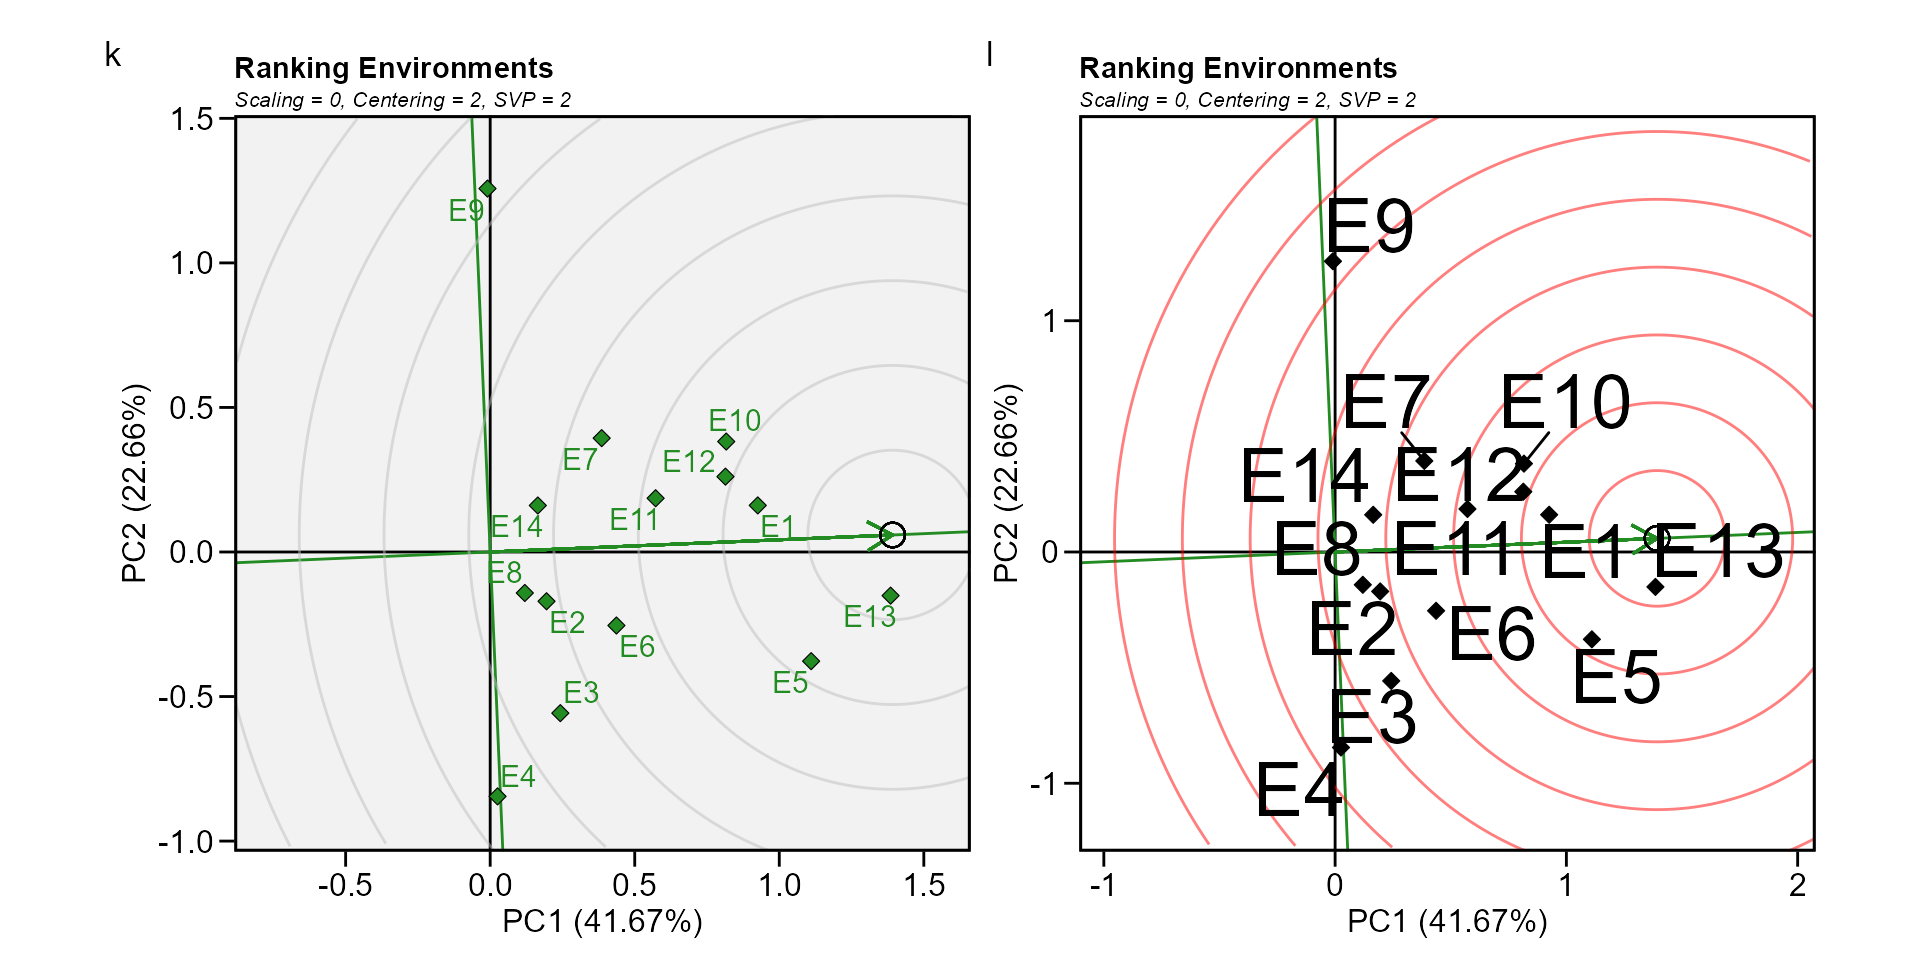 k
Ranking Environments
Scaling = 0, Centering = 2, SVP = 2
1.5
1.0
0.5
0.0
-0.5
-1.0
PC2 (22.66%)
E9
E10
E7
E12
E11
E14
E1
E8
E2
E13
E6
E5
E3
E4
-0.5
0.0
0.5
1.0
1.5
PC1 (41.67%)
l
Ranking Environments
Scaling = 0, Centering = 2, SVP = 2
1
0
-1
PC2 (22.66%)
E9
E7
E10
E14
E12
E8
E11
E1
E13
E2
E6
E5
E3
E4
-1
0
1
2
PC1 (41.67%)